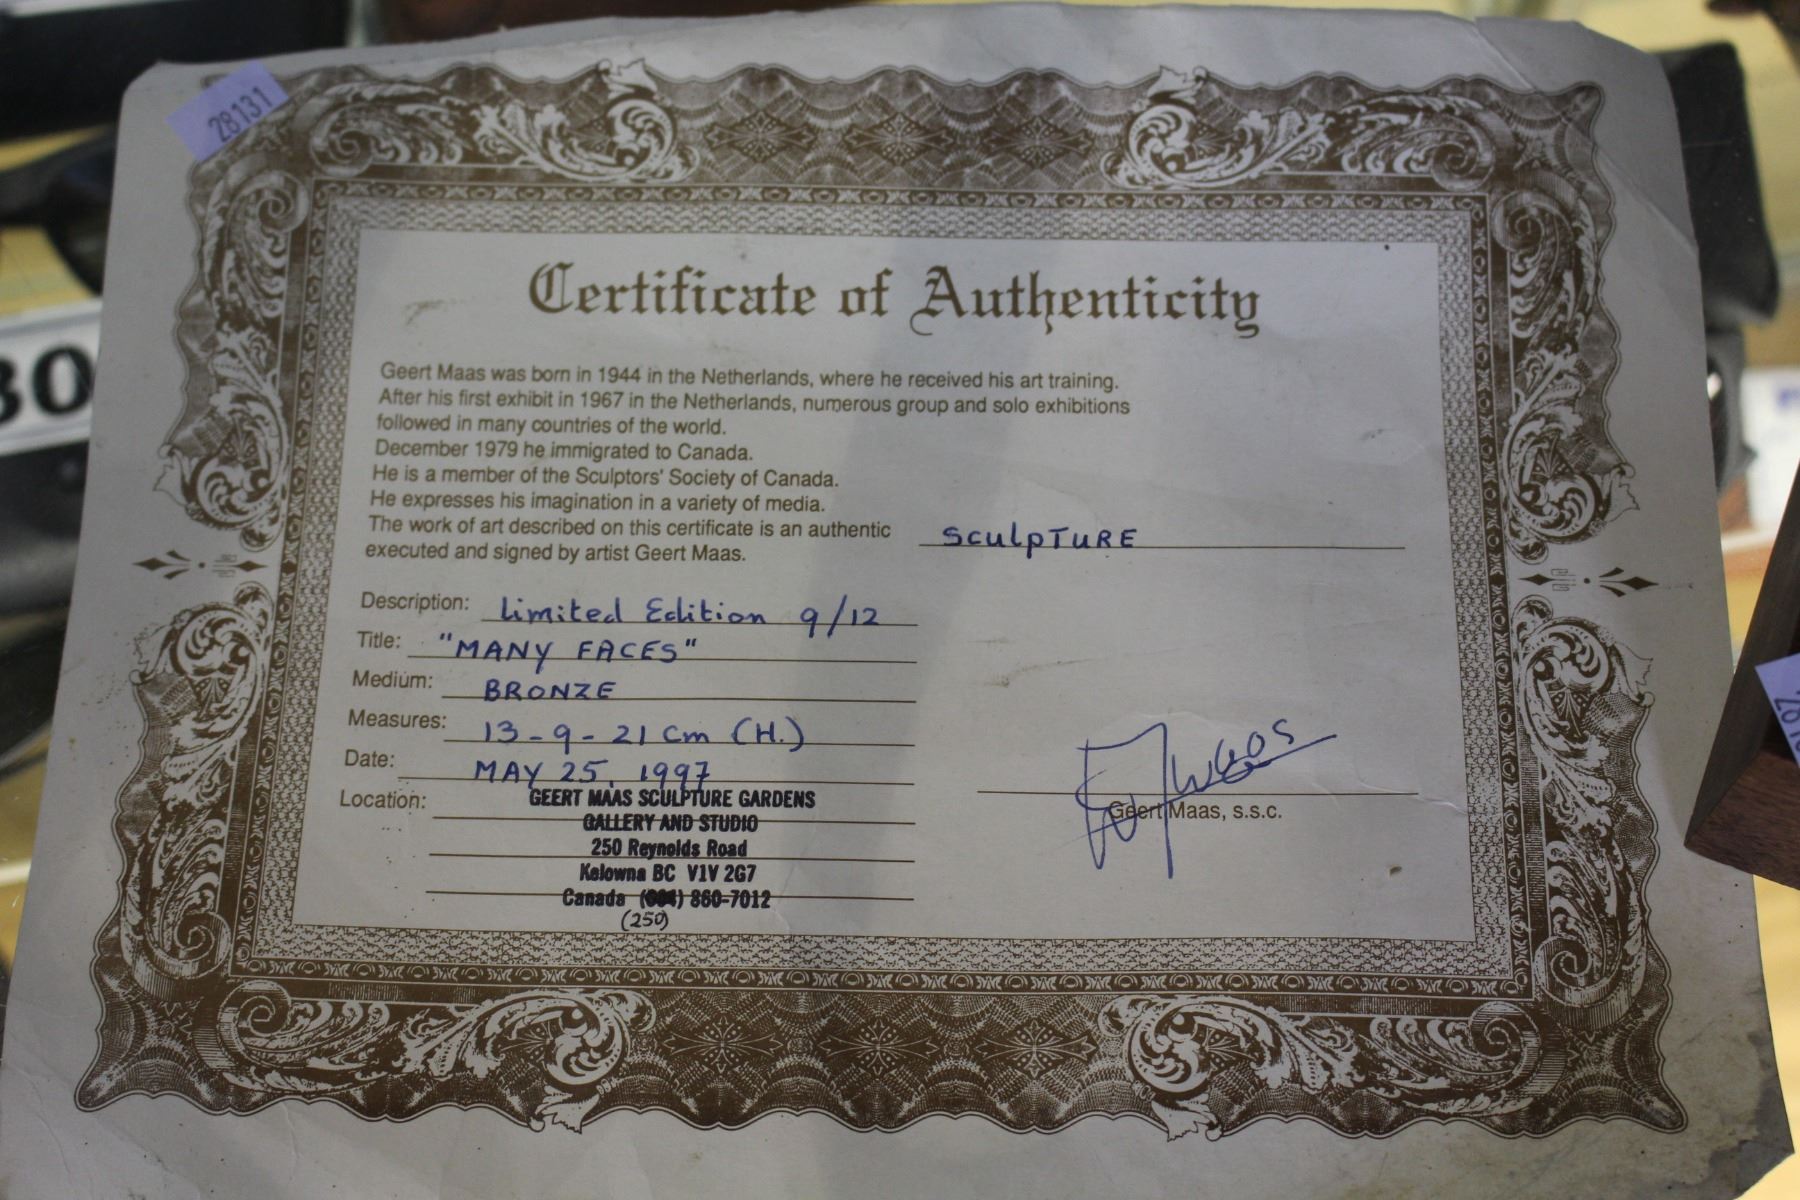 28131
30
Certificate of Authenticity
Geert Maas was born in 1944 in the Netherlands, where he received his art training.
After his first exhibit in 1967 in the Netherlands, numerous group and solo exhibitions
followed in many countries of the world.
December 1979 he immigrated to Canada.
He is a member of the Sculptors' Society of Canada.
He expresses his imagination in a variety of media.
The work of art described on this certificate is an authentic SculpTURE
executed and signed by artist Geert Maas.
Description: Limited Edition 9/12
Title: "MANY FACES"
Medium: BRONZE
Measures: 13-9-21 cm (H.)
Date: MAY 25, 1997
Location: GEERT MAAS SCULPTURE GARDENS
GALLERY AND STUDIO
250 Reynolds Road
Kelowna BC V1V 2G7
Canada (604) 860-7012
(250)
Geert Maas, s.s.c.